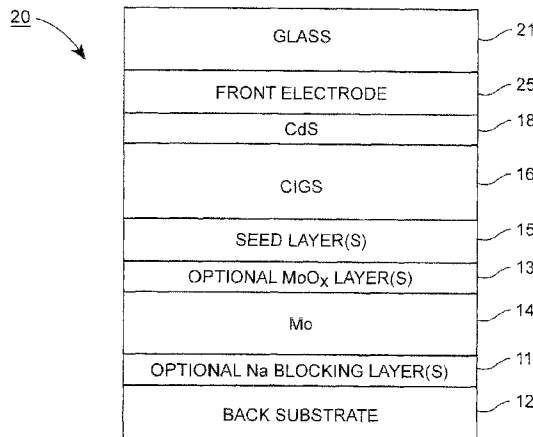 20
GLASS 21
FRONT ELECTRODE 25
CdS 18
CIGS 16
SEED LAYER(S) 15
OPTIONAL MoOx LAYER(S) 13
Mo 14
OPTIONAL Na BLOCKING LAYER(S) 11
BACK SUBSTRATE 12